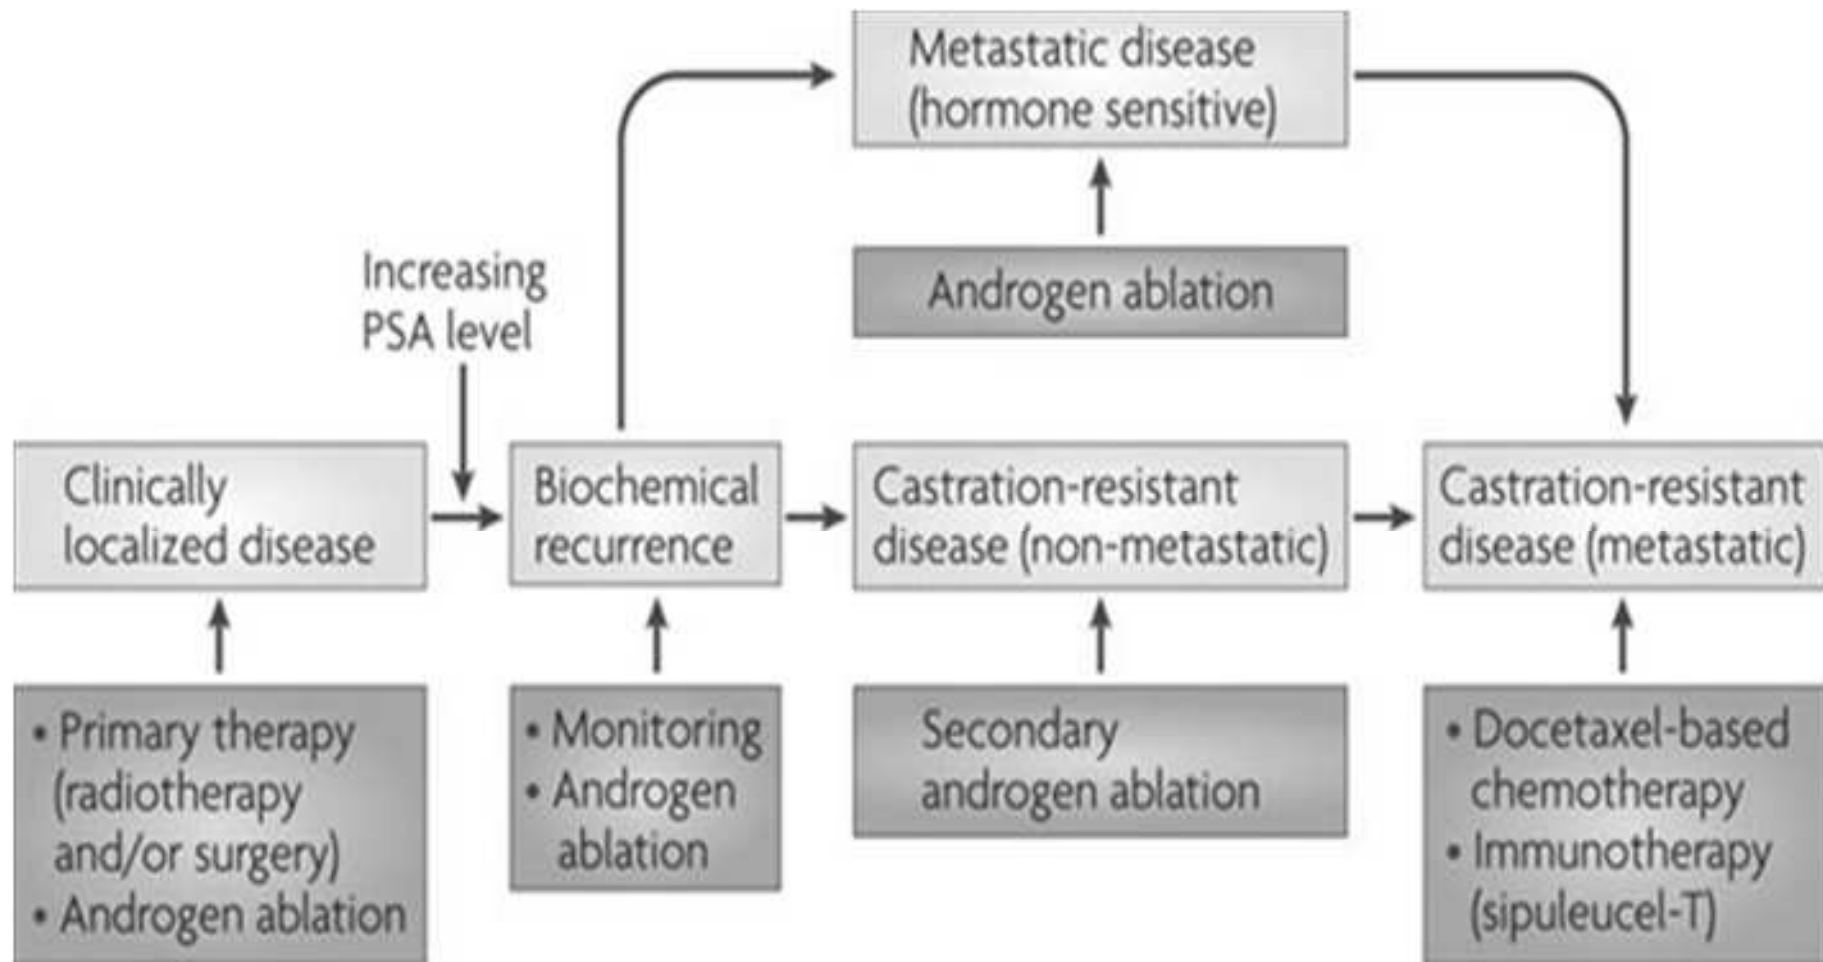 Metastatic disease
(hormone sensitive)
Androgen ablation
Increasing
PSA level
Clinically
localized disease
Biochemical
recurrence
Castration-resistant
disease (non-metastatic)
Castration-resistant
disease (metastatic)
• Primary therapy
(radiotherapy
and/or surgery)
• Androgen ablation
• Monitoring
• Androgen
ablation
Secondary
androgen ablation
• Docetaxel-based
chemotherapy
• Immunotherapy
(sipuleucel-T)